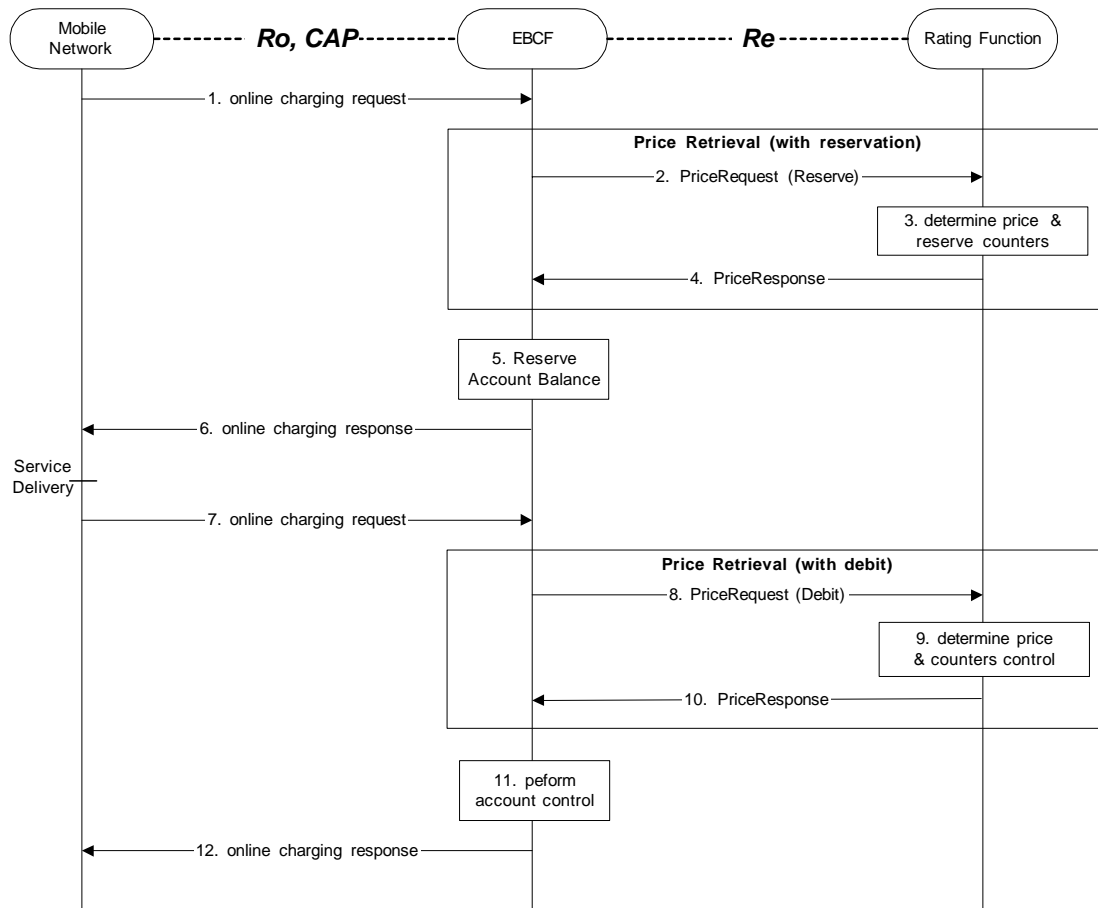 Mobile
Network
Ro, CAP
EBCF
Re
Rating Function
1. online charging request
Price Retrieval (with reservation)
2. PriceRequest (Reserve)
3. determine price &
reserve counters
4. PriceResponse
5. Reserve
Account Balance
6. online charging response
Service
Delivery
7. online charging request
Price Retrieval (with debit)
8. PriceRequest (Debit)
9. determine price
& counters control
10. PriceResponse
11. peform
account control
12. online charging response